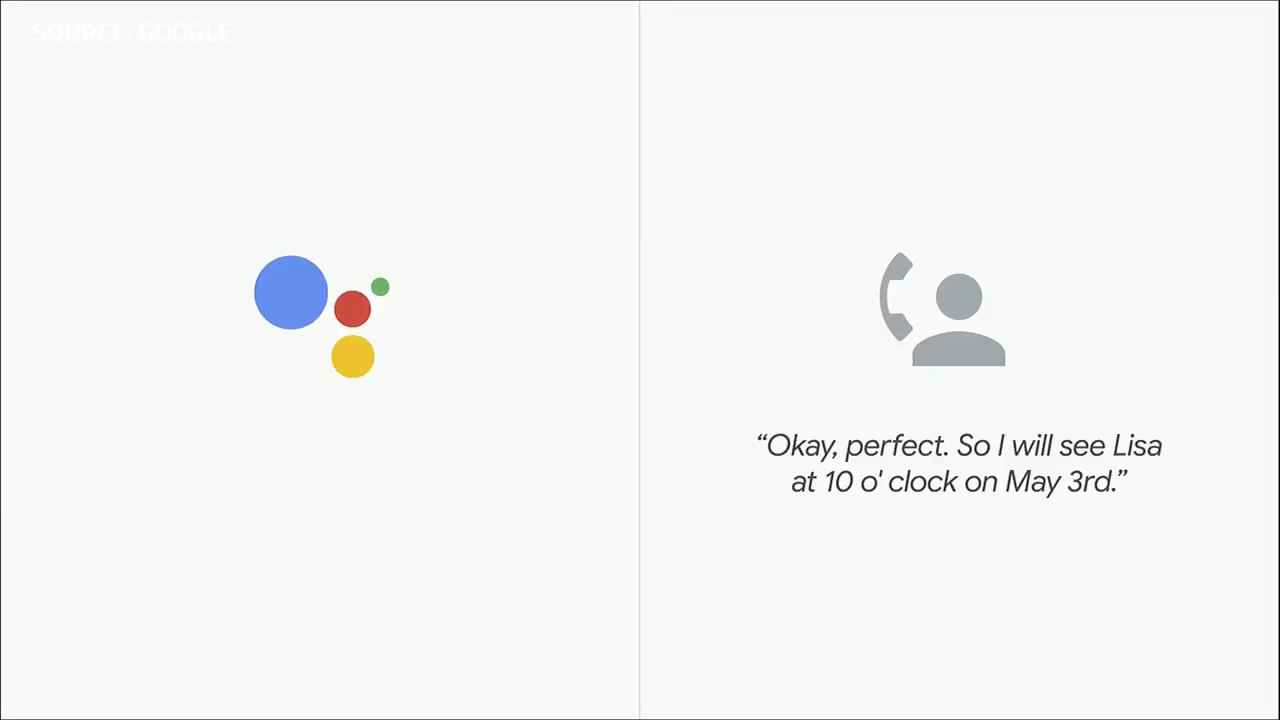 SOURCE: GOOGLE
“Okay, perfect. So I will see Lisa
at 10 o' clock on May 3rd.”